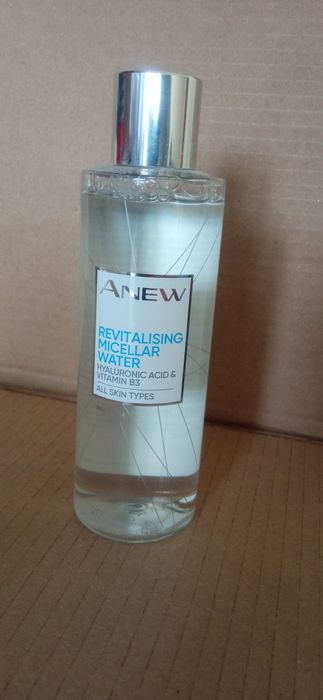 ANEW
REVITALISING
MICELLAR
WATER
HYALURONIC ACID &
VITAMIN B3
ALL SKIN TYPES